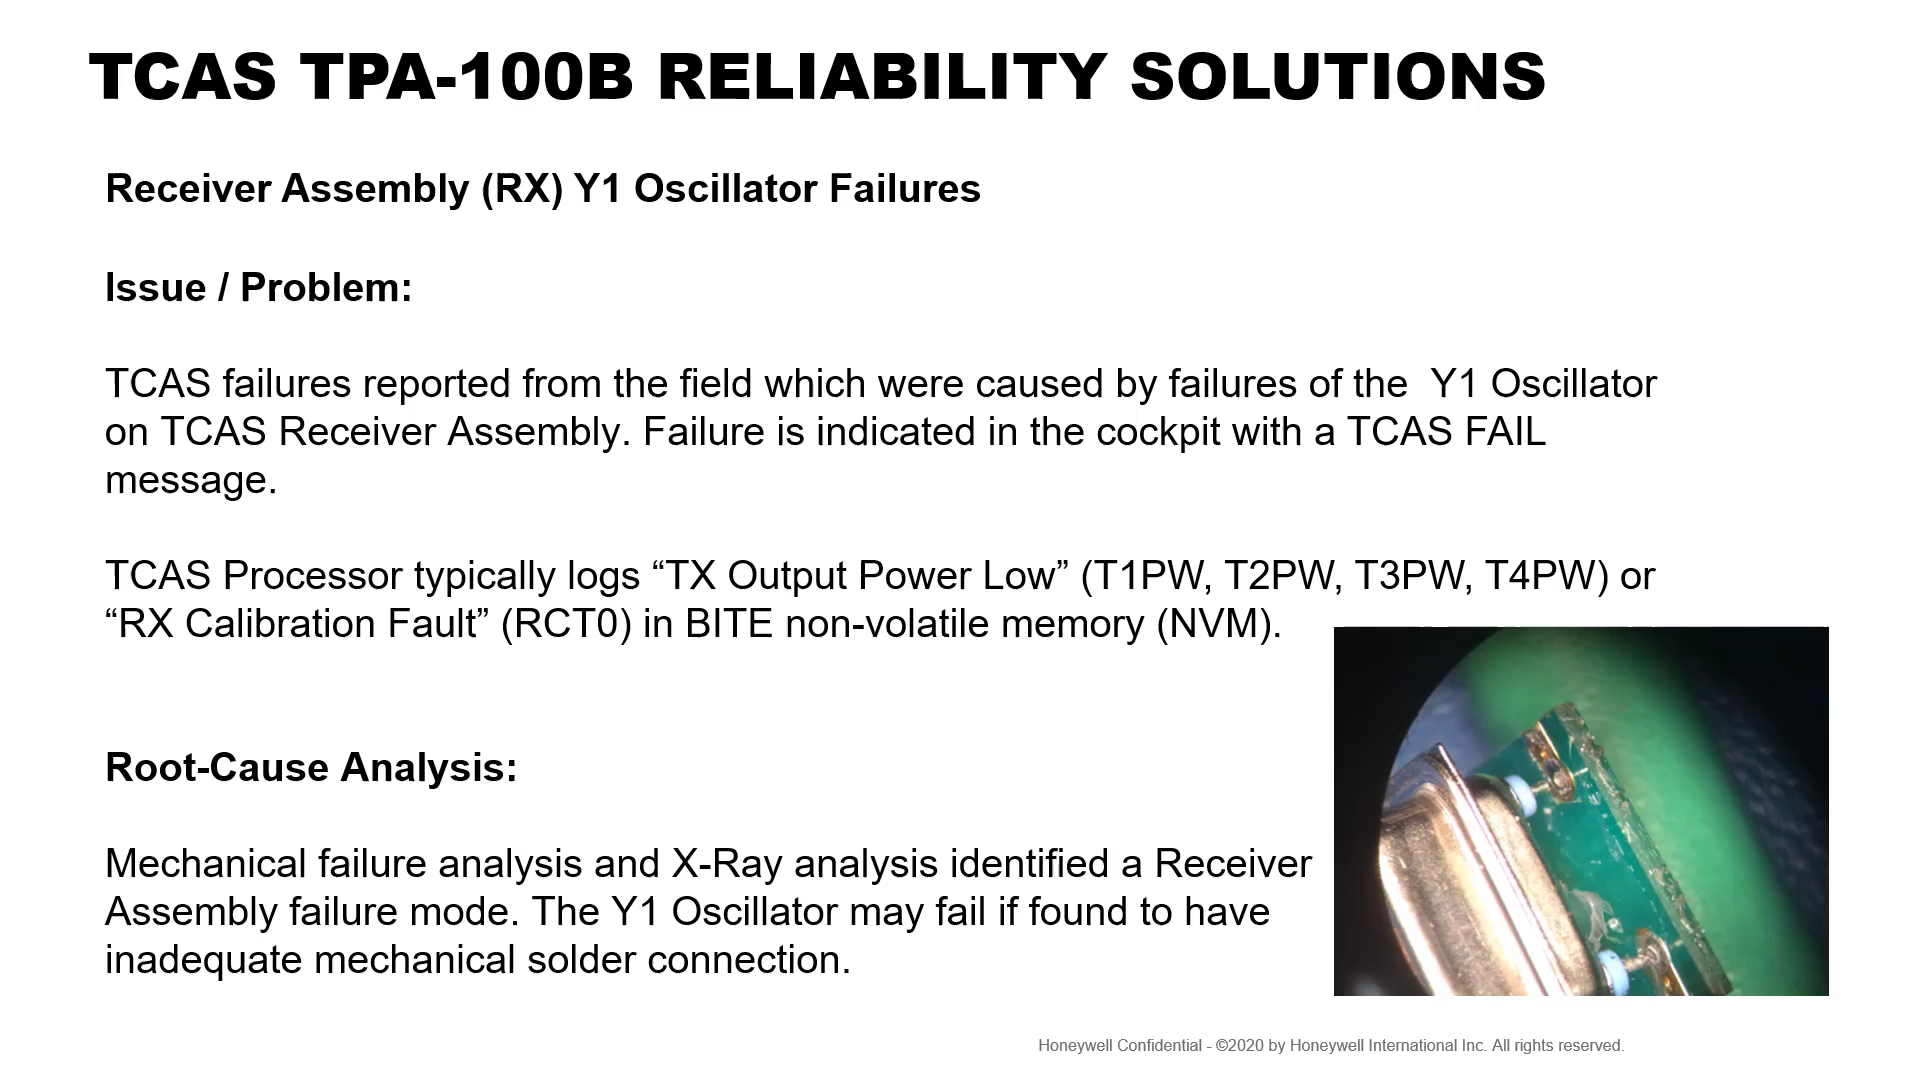 TCAS TPA-100B RELIABILITY SOLUTIONS
Receiver Assembly (RX) Y1 Oscillator Failures
Issue / Problem:
TCAS failures reported from the field which were caused by failures of the  Y1 Oscillator
on TCAS Receiver Assembly. Failure is indicated in the cockpit with a TCAS FAIL
message.
TCAS Processor typically logs “TX Output Power Low” (T1PW, T2PW, T3PW, T4PW) or
“RX Calibration Fault” (RCT0) in BITE non-volatile memory (NVM).
Root-Cause Analysis:
Mechanical failure analysis and X-Ray analysis identified a Receiver
Assembly failure mode. The Y1 Oscillator may fail if found to have
inadequate mechanical solder connection.
Honeywell Confidential - ©2020 by Honeywell International Inc. All rights reserved.